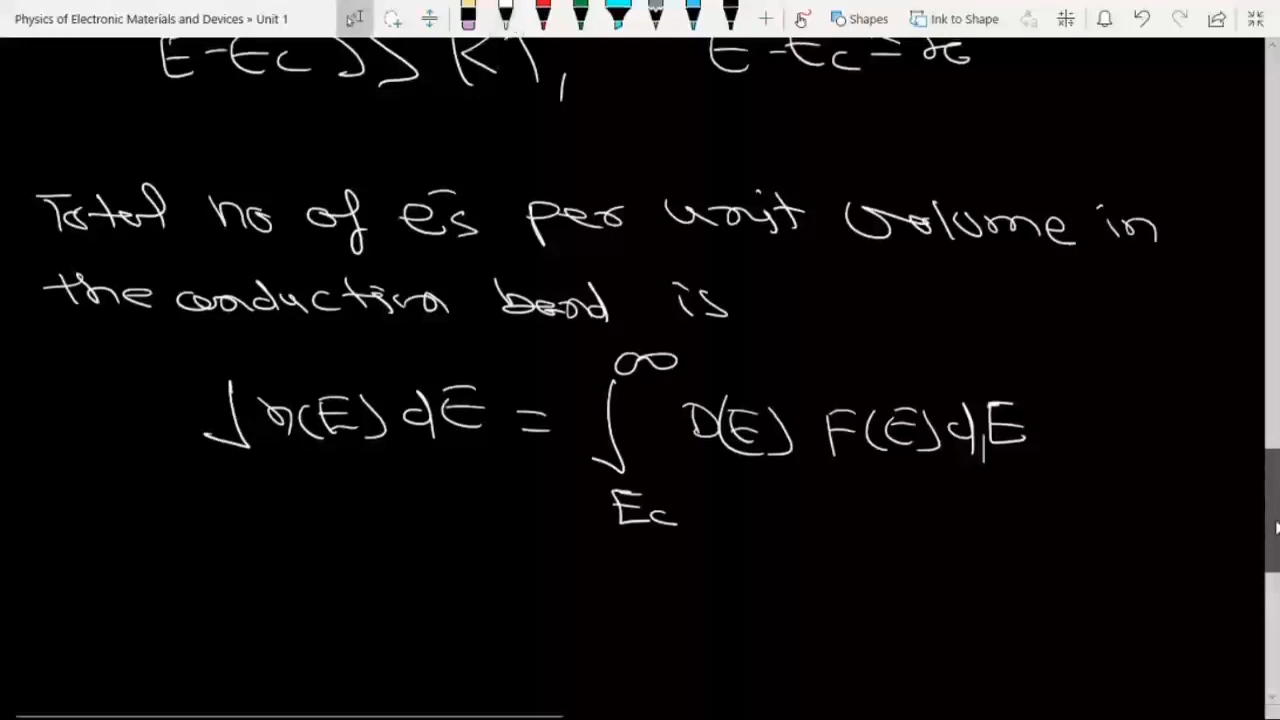 Physics of Electronic Materials and Devices » Unit 1
Shapes
Ink to Shape
E-Ec >> KT, E-Ec = x
Total no of e⁻s per unit volume in
the conduction band is
∫n(E) dE = ∫ D(E) F(E) dE
∞
Ec